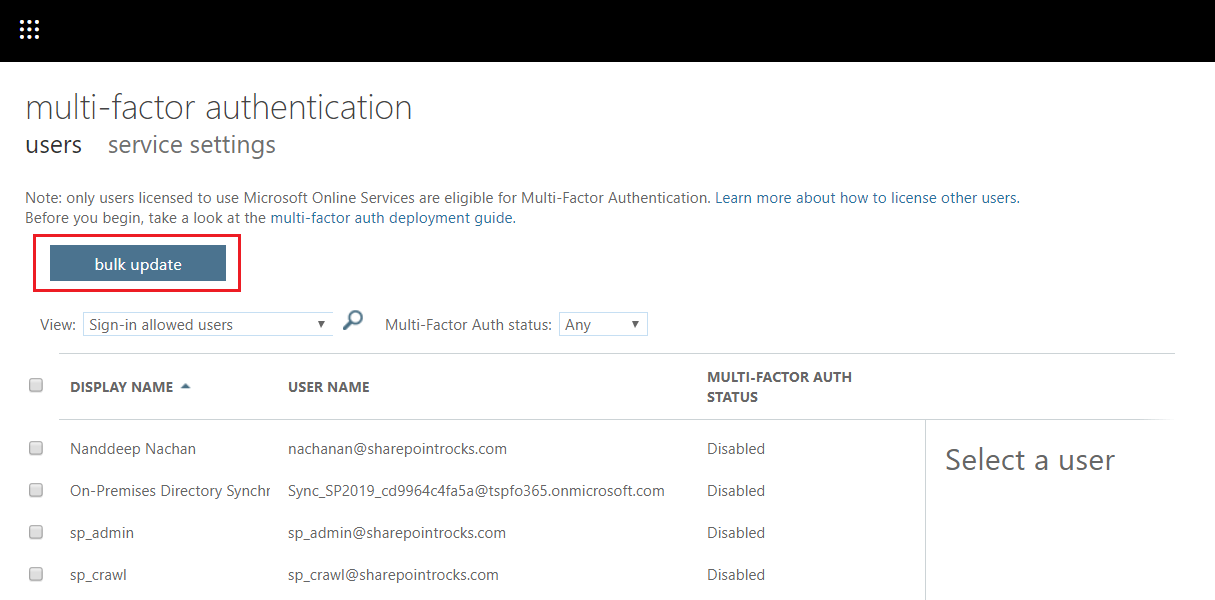 multi-factor authentication
users service settings
Note: only users licensed to use Microsoft Online Services are eligible for Multi-Factor Authentication. Learn more about how to license other users.
Before you begin, take a look at the multi-factor auth deployment guide.
bulk update
View: Sign-in allowed users Multi-Factor Auth status: Any
DISPLAY NAME USER NAME MULTI-FACTOR AUTH
STATUS
Nanddeep Nachan nachanan@sharepointrocks.com Disabled
Select a user
On-Premises Directory Synchr Sync_SP2019_cd9964c4fa5a@tspfo365.onmicrosoft.com Disabled
sp_admin sp_admin@sharepointrocks.com Disabled
sp_crawl sp_crawl@sharepointrocks.com Disabled